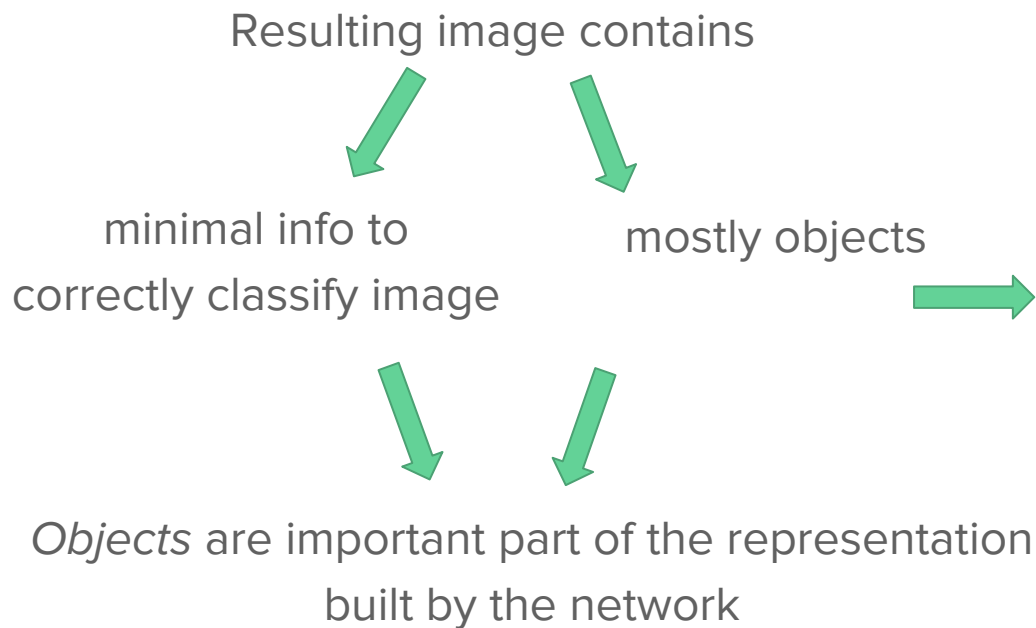 Resulting image contains
minimal info to
correctly classify image
mostly objects
Objects are important part of the representation
built by the network